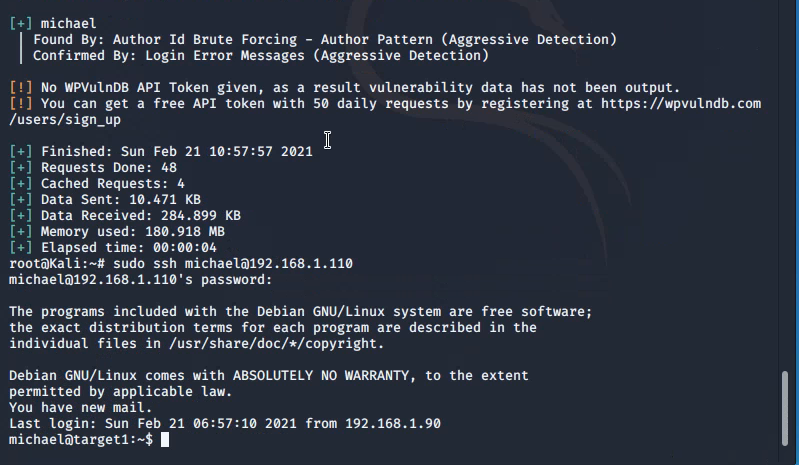 [+] michael
| Found By: Author Id Brute Forcing - Author Pattern (Aggressive Detection)
| Confirmed By: Login Error Messages (Aggressive Detection)
[!] No WPVulnDB API Token given, as a result vulnerability data has not been output.
[!] You can get a free API token with 50 daily requests by registering at https://wpvulndb.com
/users/sign_up
[+] Finished: Sun Feb 21 10:57:57 2021
[+] Requests Done: 48
[+] Cached Requests: 4
[+] Data Sent: 10.471 KB
[+] Data Received: 284.899 KB
[+] Memory used: 180.918 MB
[+] Elapsed time: 00:00:04
root@Kali:~# sudo ssh michael@192.168.1.110
michael@192.168.1.110's password:
The programs included with the Debian GNU/Linux system are free software;
the exact distribution terms for each program are described in the
individual files in /usr/share/doc/*/copyright.
Debian GNU/Linux comes with ABSOLUTELY NO WARRANTY, to the extent
permitted by applicable law.
You have new mail.
Last login: Sun Feb 21 06:57:10 2021 from 192.168.1.90
michael@target1:~$